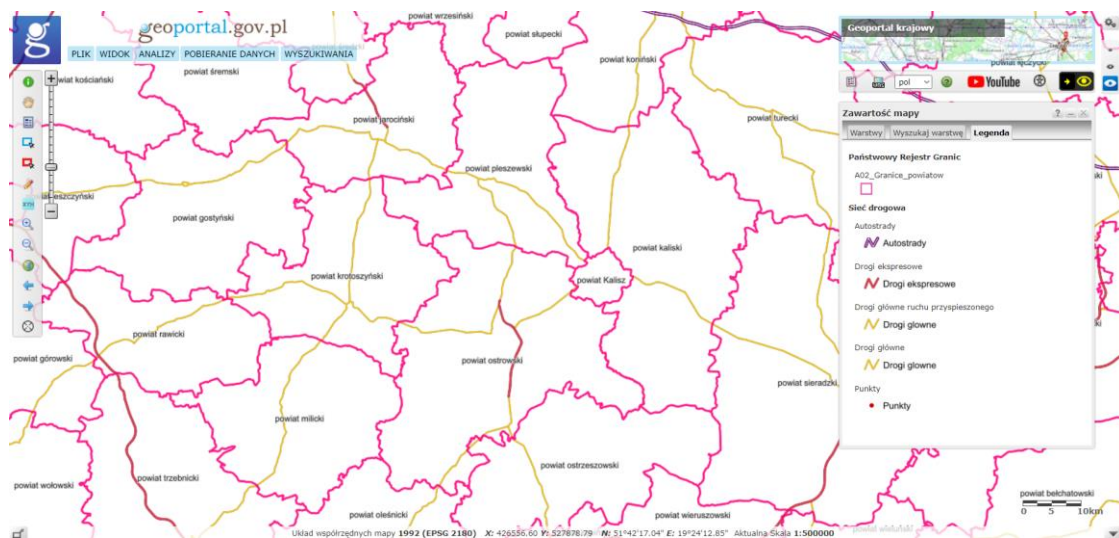 geoportal.gov.pl
PLIK WIDOK ANALIZY POBIERANIE DANYCH WYSZUKIWANIA
powiat wrzesiński
powiat słupecki
powiat koniński
powiat śremski
powiat jarociński
powiat turecki
powiat pleszewski
powiat gostyński
powiat kaliski
powiat krotoszyński
powiat Kalisz
powiat rawicki
powiat górowski
powiat ostrowski
powiat sieradzki
powiat milicki
powiat ostrzeszowski
powiat trzebnicki
powiat wołowski
powiat oleśnicki
powiat wieruszowski
powiat bełchatowski
Geoportal krajowy
pol
YouTube
Zawartość mapy
Warstwy Wyszukaj warstwę Legenda
Państwowy Rejestr Granic
A02_Granice_powiatow
Sieć drogowa
Autostrady
Autostrady
Drogi ekspresowe
Drogi ekspresowe
Drogi główne ruchu przyspieszonego
Drogi glowne
Drogi główne
Drogi glowne
Punkty
Punkty
0 5 10km
Układ współrzędnych mapy 1992 (EPSG 2180) X: 426556.60 Y: 527878.79 N: 51°42'17.04" E: 19°24'12.85" Aktualna Skala 1:500000